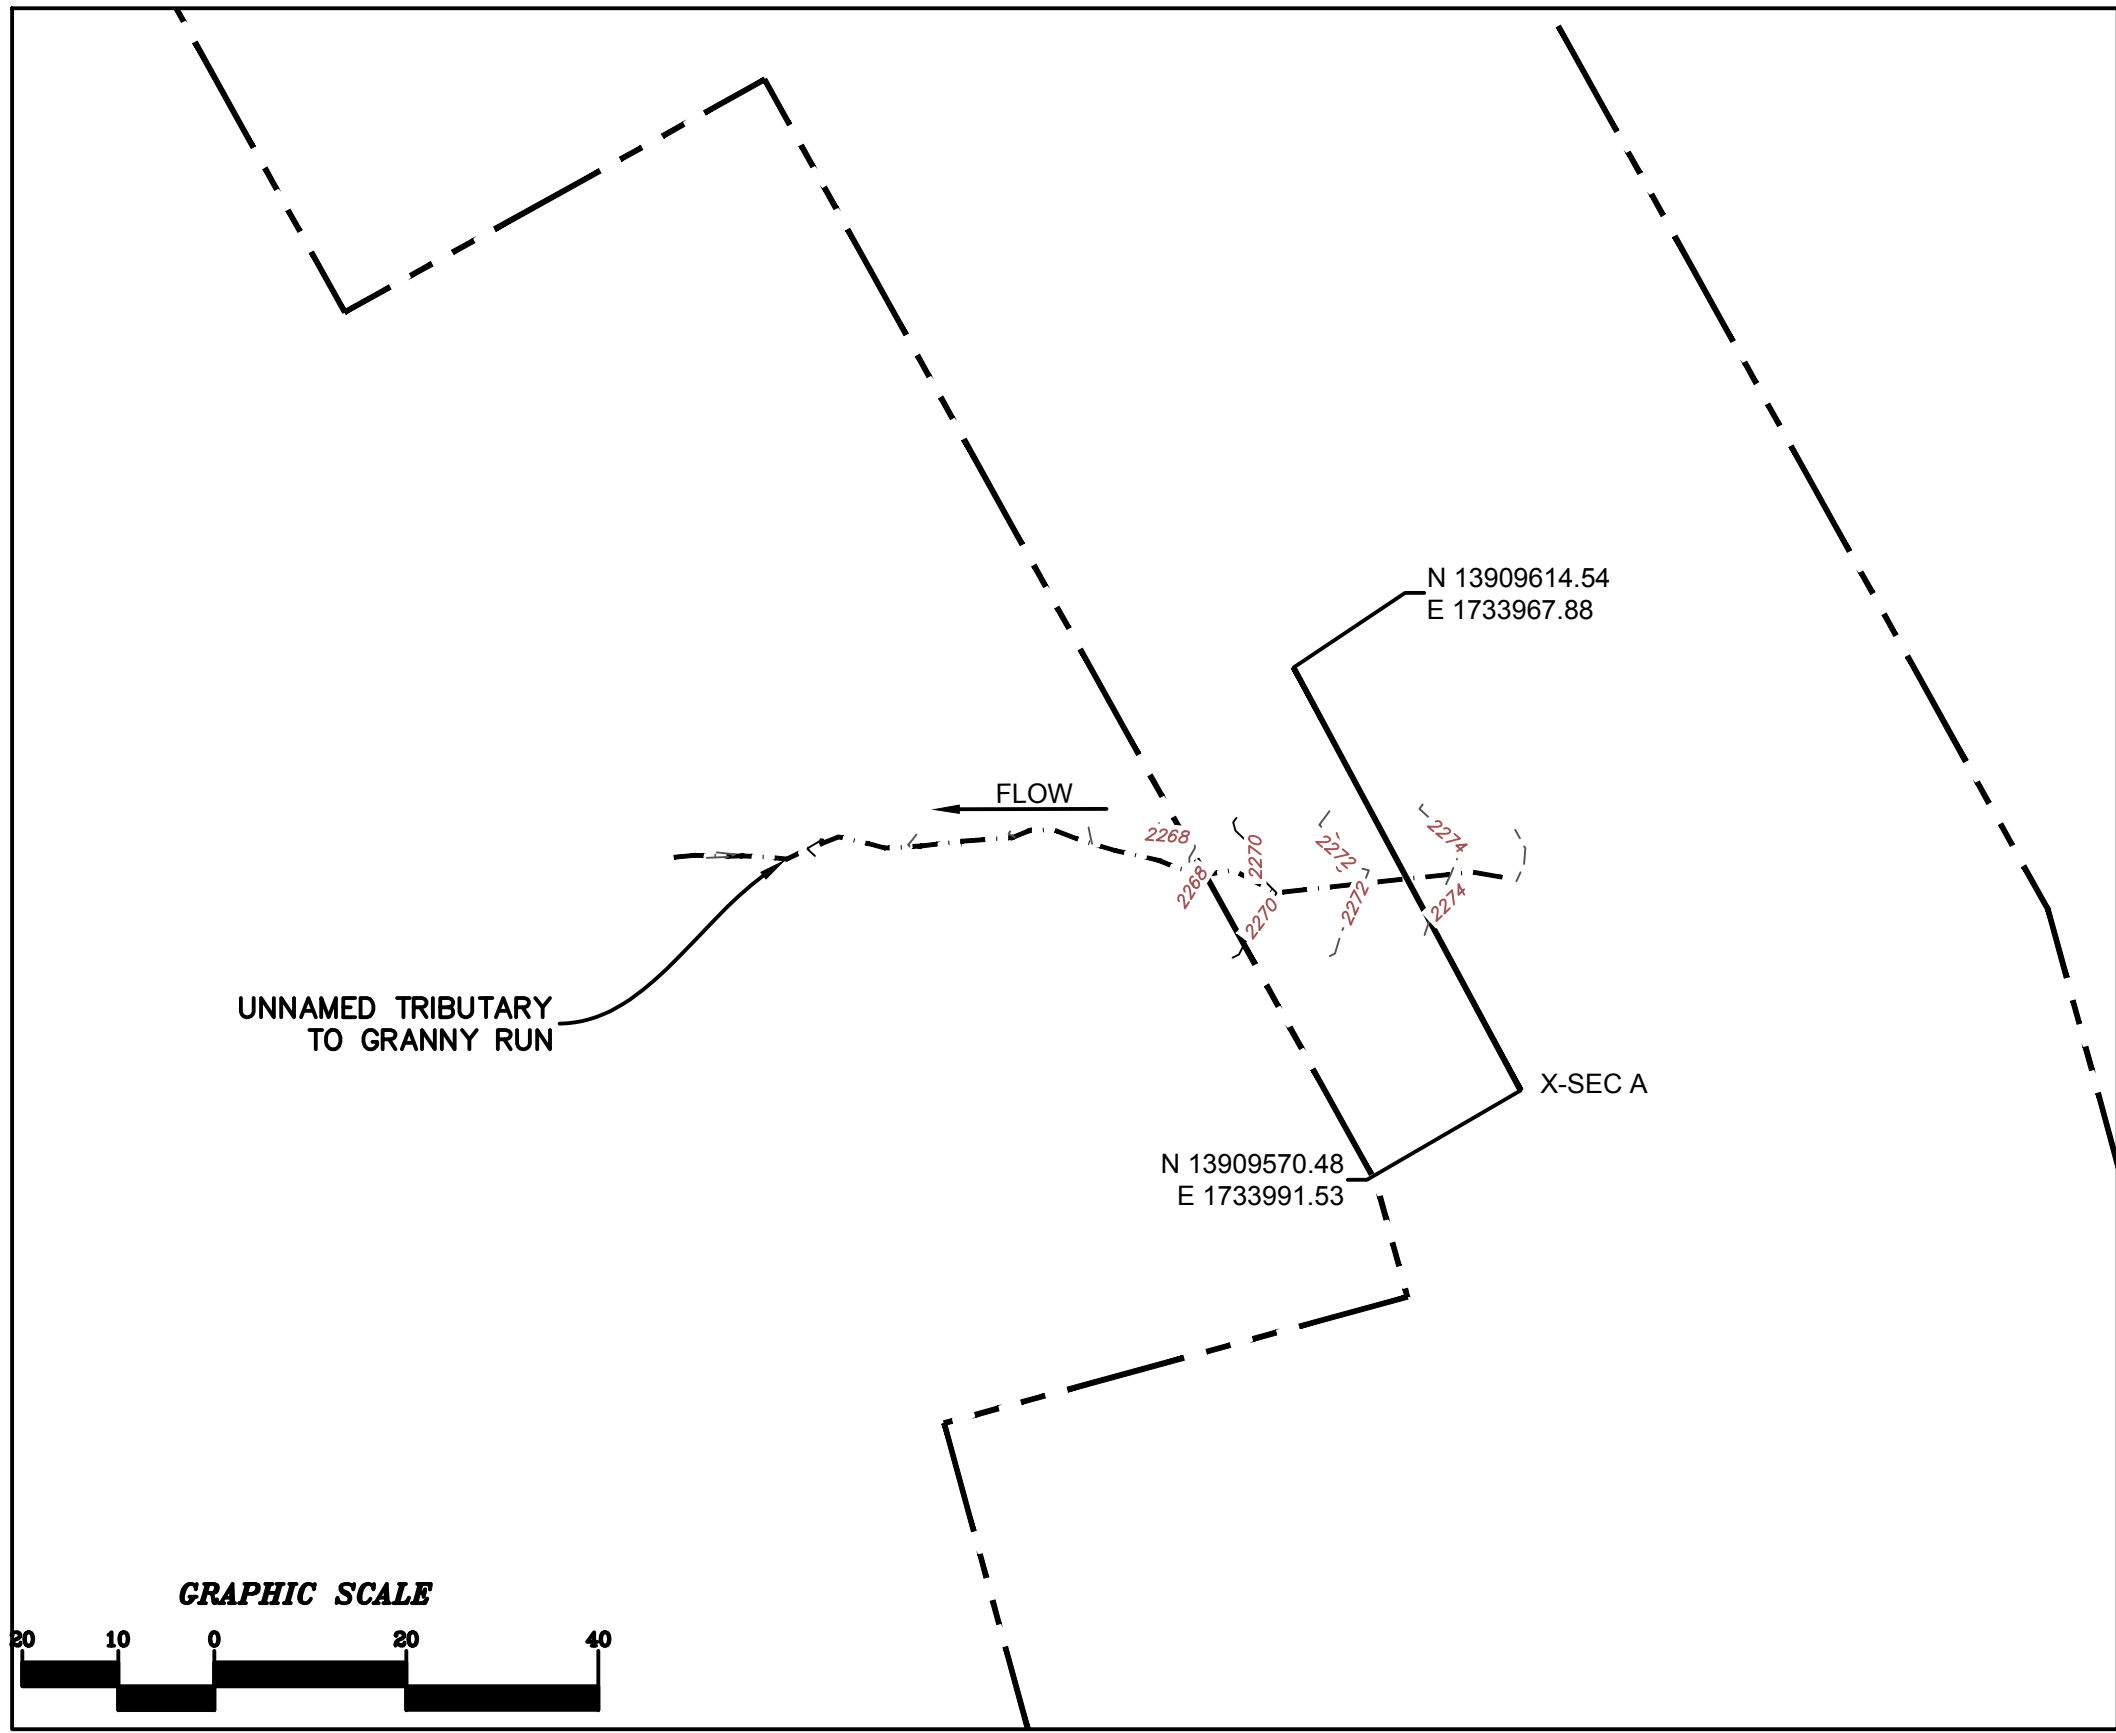 N 13909614.54
E 1733967.88
FLOW
2268
2270
2272
2274
2268
2270
2272
2274
UNNAMED TRIBUTARY
TO GRANNY RUN
X-SEC A
N 13909570.48
E 1733991.53
GRAPHIC SCALE
20 10 0 20 40